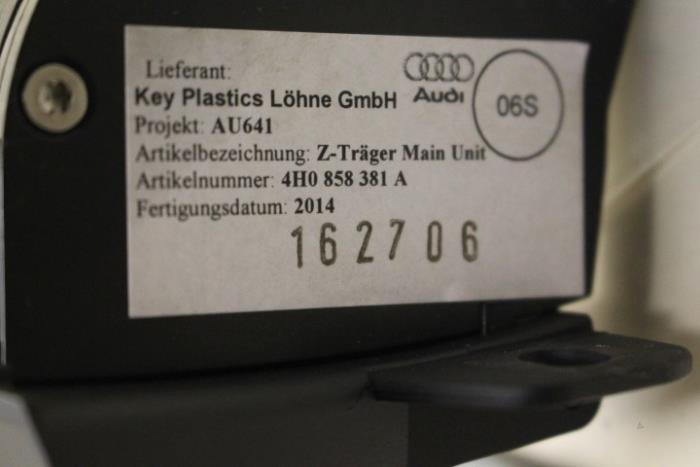 Lieferant:
Key Plastics Löhne GmbH
Audi
06S
Projekt: AU641
Artikelbezeichnung: Z-Träger Main Unit
Artikelnummer: 4H0 858 381 A
Fertigungsdatum: 2014
162706